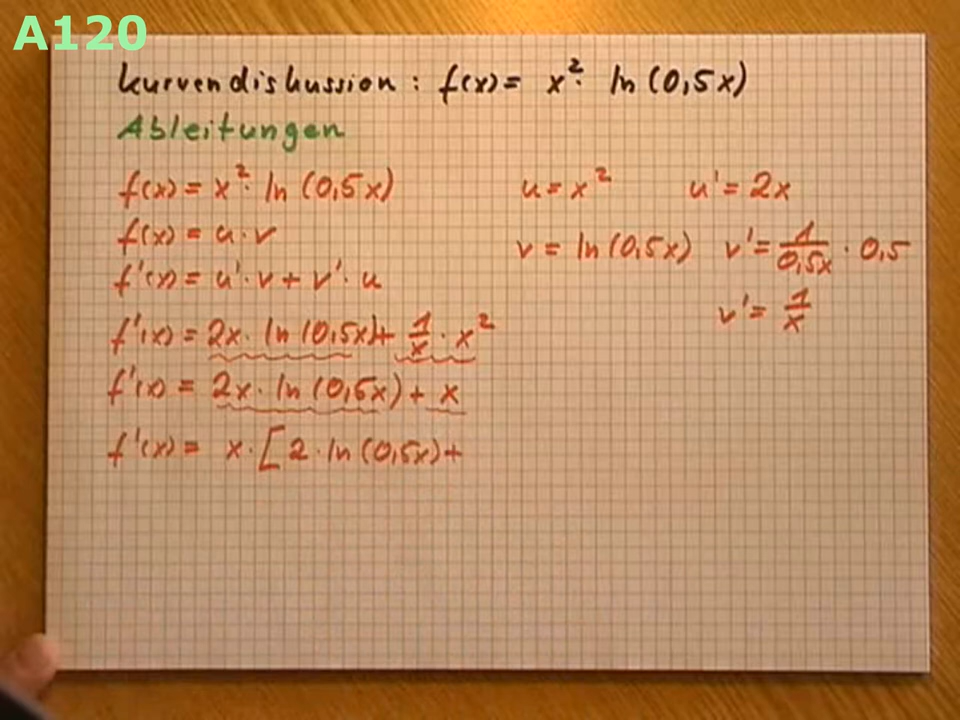 A120
Kurvendiskussion: f(x) = x² · ln(0,5x)
Ableitungen
f(x) = x² · ln(0,5x) u = x² u' = 2x
f(x) = u · v v = ln(0,5x) v' = 1/0,5x · 0,5
f'(x) = u' · v + v' · u
v' = 1/x
f'(x) = 2x · ln(0,5x) + 1/x · x²
f'(x) = 2x · ln(0,5x) + x
f'(x) = x · [2 · ln(0,5x) +